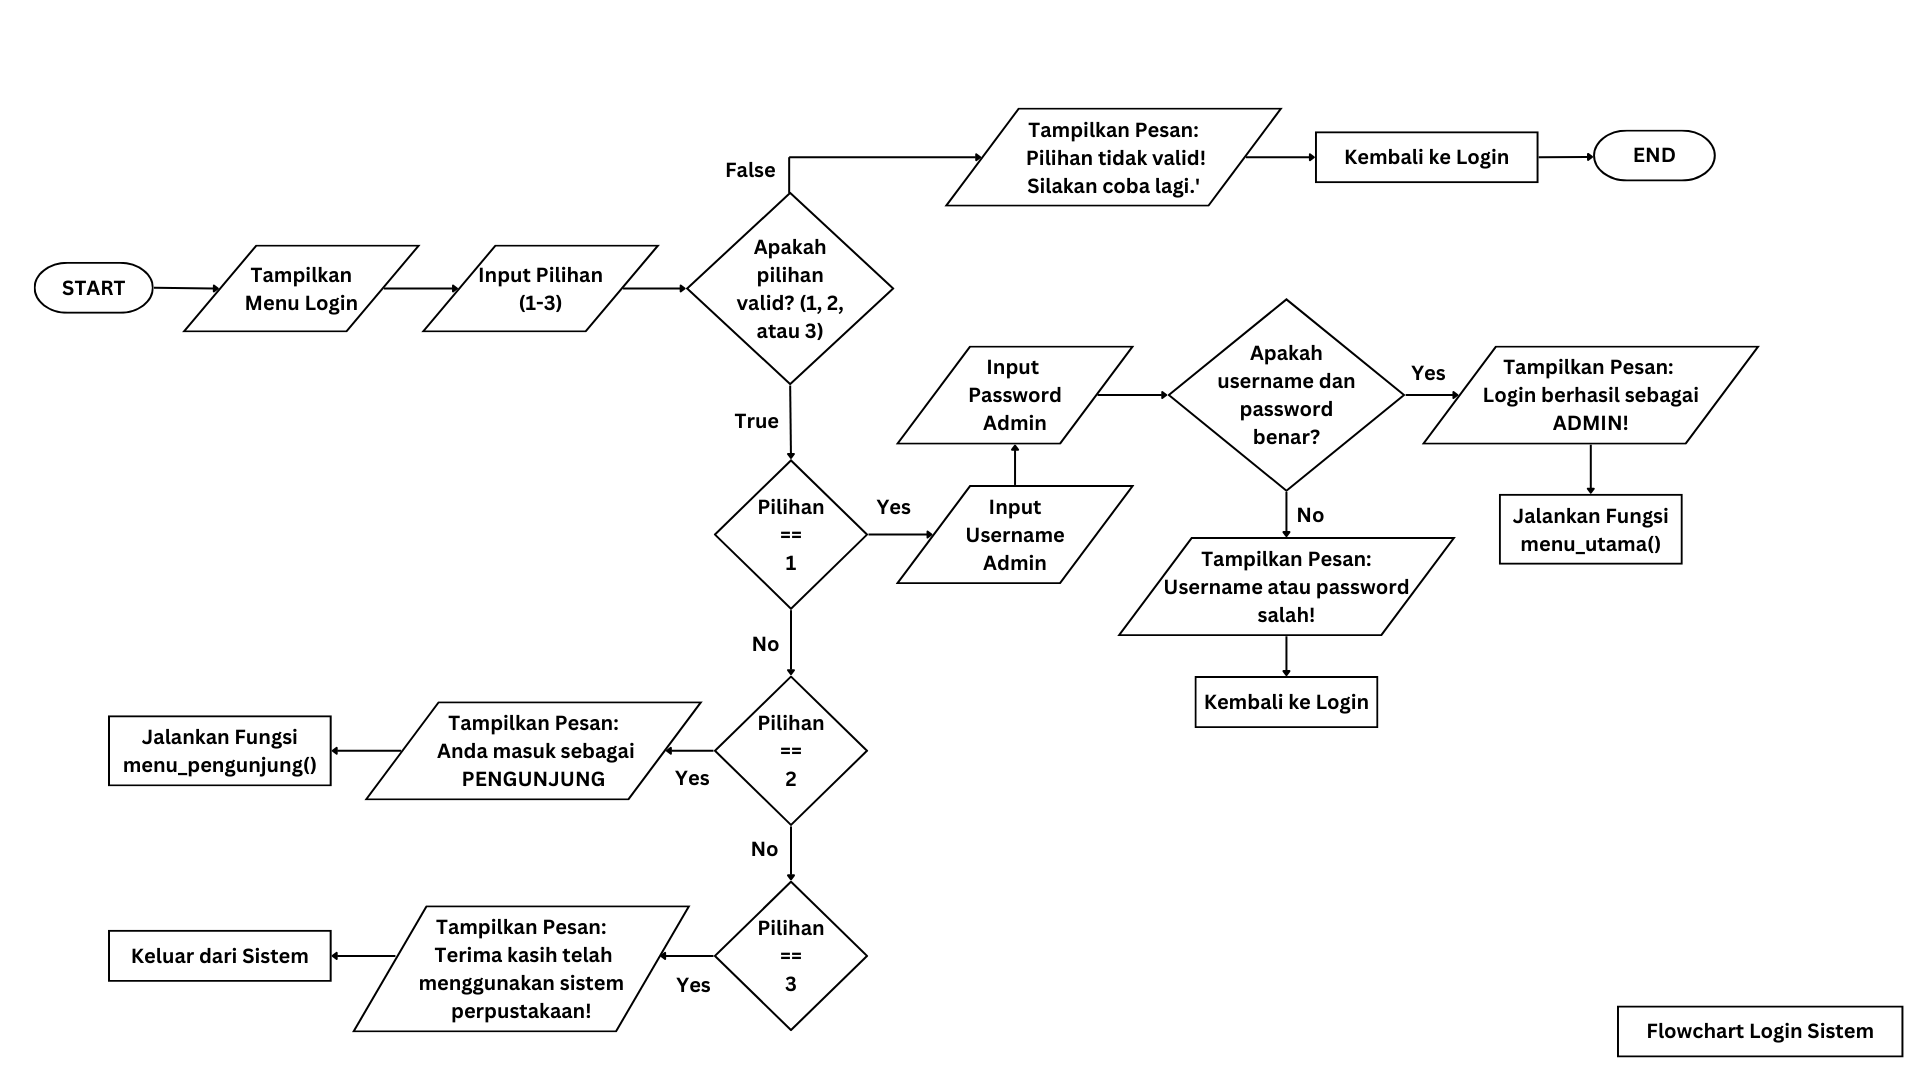 START
Tampilkan
Menu Login
Input Pilihan
(1-3)
Apakah
pilihan
valid? (1, 2,
atau 3)
False
Tampilkan Pesan:
Pilihan tidak valid!
Silakan coba lagi.'
Kembali ke Login
END
True
Pilihan
==
1
Yes
Input
Username
Admin
Input
Password
Admin
Apakah
username dan
password
benar?
Yes
Tampilkan Pesan:
Login berhasil sebagai
ADMIN!
Jalankan Fungsi
menu_utama()
No
Tampilkan Pesan:
Username atau password
salah!
Kembali ke Login
No
Pilihan
==
2
Yes
Tampilkan Pesan:
Anda masuk sebagai
PENGUNJUNG
Jalankan Fungsi
menu_pengunjung()
No
Pilihan
==
3
Yes
Tampilkan Pesan:
Terima kasih telah
menggunakan sistem
perpustakaan!
Keluar dari Sistem
Flowchart Login Sistem